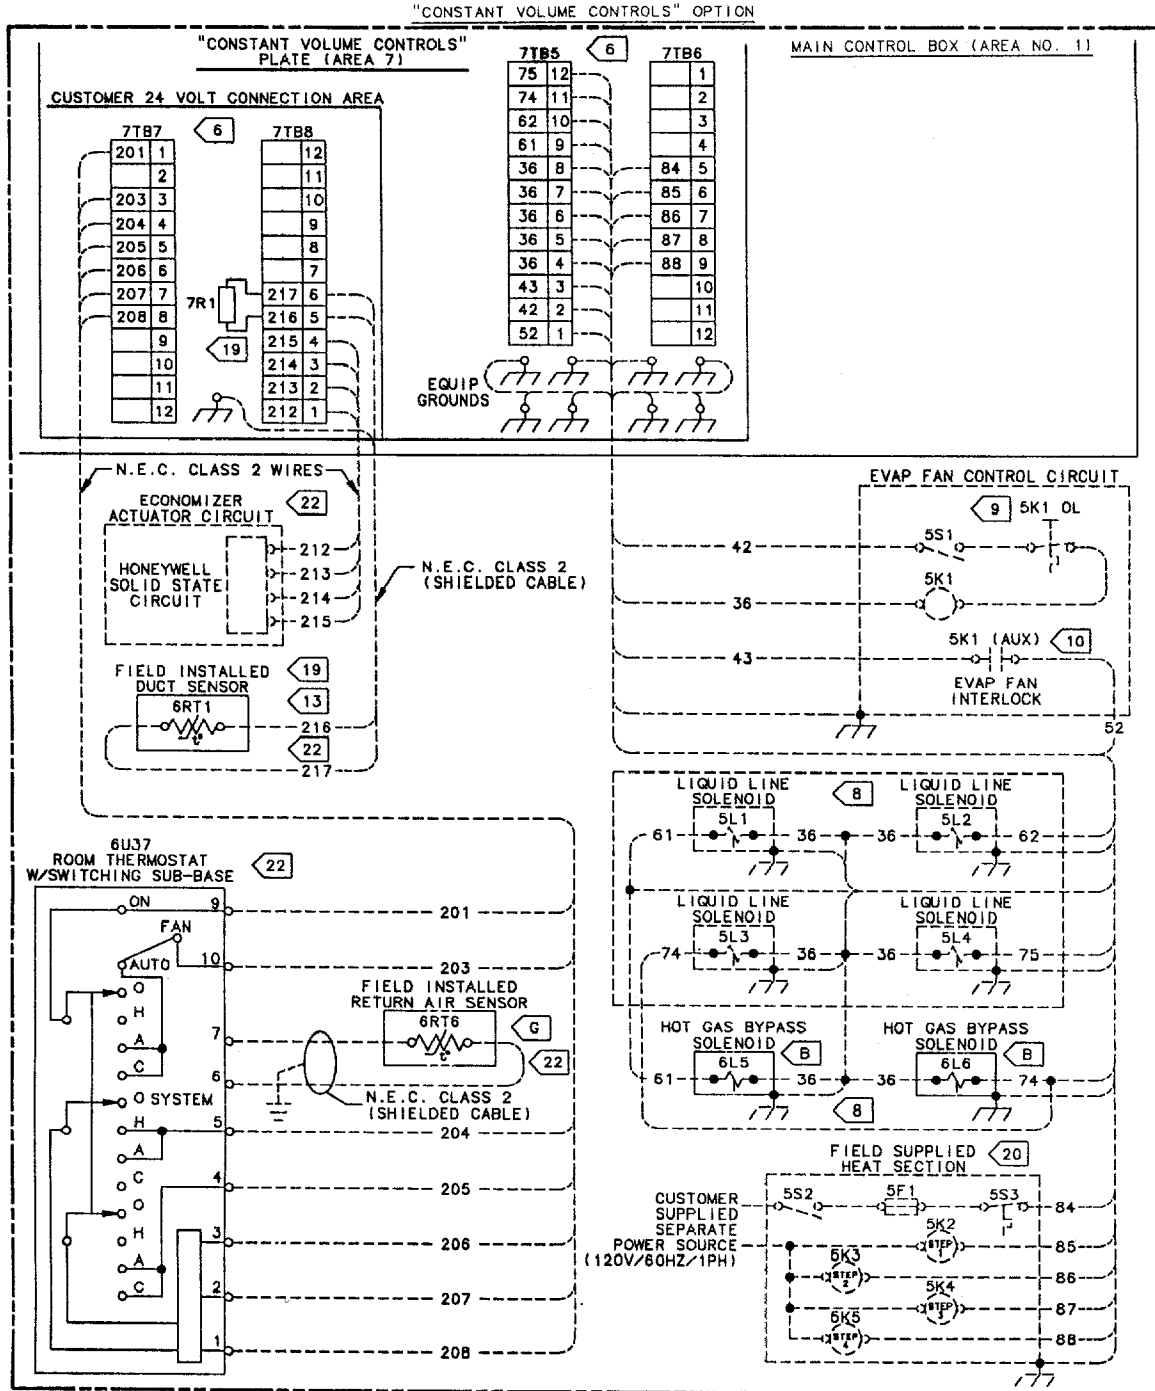 "CONSTANT VOLUME CONTROLS" OPTION
"CONSTANT VOLUME CONTROLS"
PLATE (AREA 7)
MAIN CONTROL BOX (AREA NO. 1)
CUSTOMER 24 VOLT CONNECTION AREA
7TB7
6
7TB8
201 1
2
203 3
204 4
205 5
206 6
207 7
208 8
9
10
11
12
12
11
10
9
8
7
217 6
216 5
215 4
214 3
213 2
212 1
7R1
19
7TB5
6
7TB6
75 12
74 11
62 10
61 9
36 8
36 7
36 6
36 5
36 4
43 3
42 2
52 1
1
2
3
4
84 5
85 6
86 7
87 8
88 9
10
11
12
EQUIP
GROUNDS
N.E.C. CLASS 2 WIRES
ECONOMIZER
ACTUATOR CIRCUIT
22
HONEYWELL
SOLID STATE
CIRCUIT
212
213
214
215
N.E.C. CLASS 2
(SHIELDED CABLE)
FIELD INSTALLED
DUCT SENSOR
19
13
6RT1
t°
216
22
217
EVAP FAN CONTROL CIRCUIT
9
5K1 OL
42
5S1
36
5K1
43
5K1 (AUX)
10
EVAP FAN
INTERLOCK
52
LIQUID LINE
SOLENOID
8
LIQUID LINE
SOLENOID
61
5L1
36
36
5L2
62
LIQUID LINE
SOLENOID
LIQUID LINE
SOLENOID
74
5L3
36
36
5L4
75
HOT GAS BYPASS
SOLENOID
B
HOT GAS BYPASS
SOLENOID
B
61
6L5
36
36
6L6
74
8
6U37
ROOM THERMOSTAT
W/SWITCHING SUB-BASE
22
ON
9
201
FAN
AUTO
10
203
O
H
A
C
FIELD INSTALLED
RETURN AIR SENSOR
6RT6
t°
G
22
7
6
N.E.C. CLASS 2
(SHIELDED CABLE)
O SYSTEM
H
5
204
A
C
4
205
O
H
3
206
A
C
2
207
1
208
FIELD SUPPLIED
HEAT SECTION
20
CUSTOMER
SUPPLIED
SEPARATE
POWER SOURCE
(120V/60HZ/1PH)
5S2
5F1
5S3
84
5K2
STEP
1
85
5K3
STEP
2
86
5K4
STEP
3
87
5K5
STEP
4
88